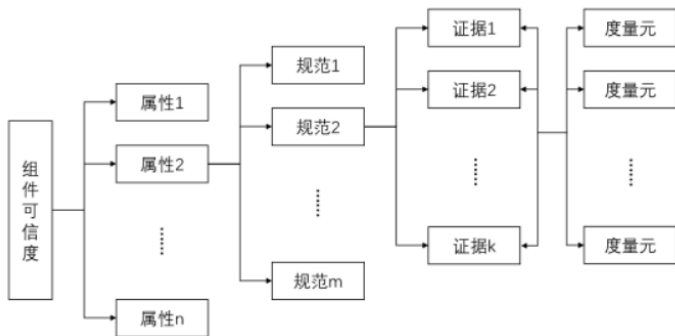 组件可信度
属性1
属性2
属性n
规范1
规范2
规范m
证据1
证据2
证据k
度量元
度量元
度量元